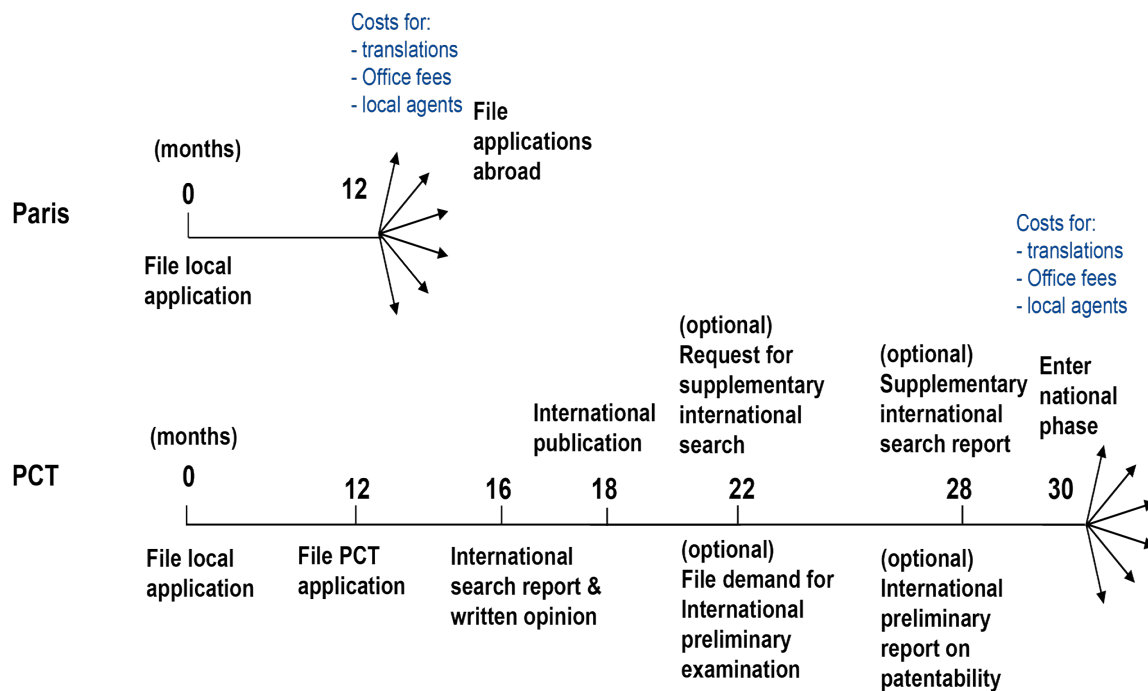 Costs for:
- translations
- Office fees
- local agents
File
applications
abroad
(months)
0
12
Paris
File local
application
Costs for:
- translations
- Office fees
- local agents
(optional)
Request for
supplementary
international
search
(optional)
Supplementary
international
search report
Enter
national
phase
International
publication
(months)
PCT
0
12
16
18
22
28
30
File local
application
File PCT
application
International
search report &
written opinion
(optional)
File demand for
International
preliminary
examination
(optional)
International
preliminary
report on
patentability